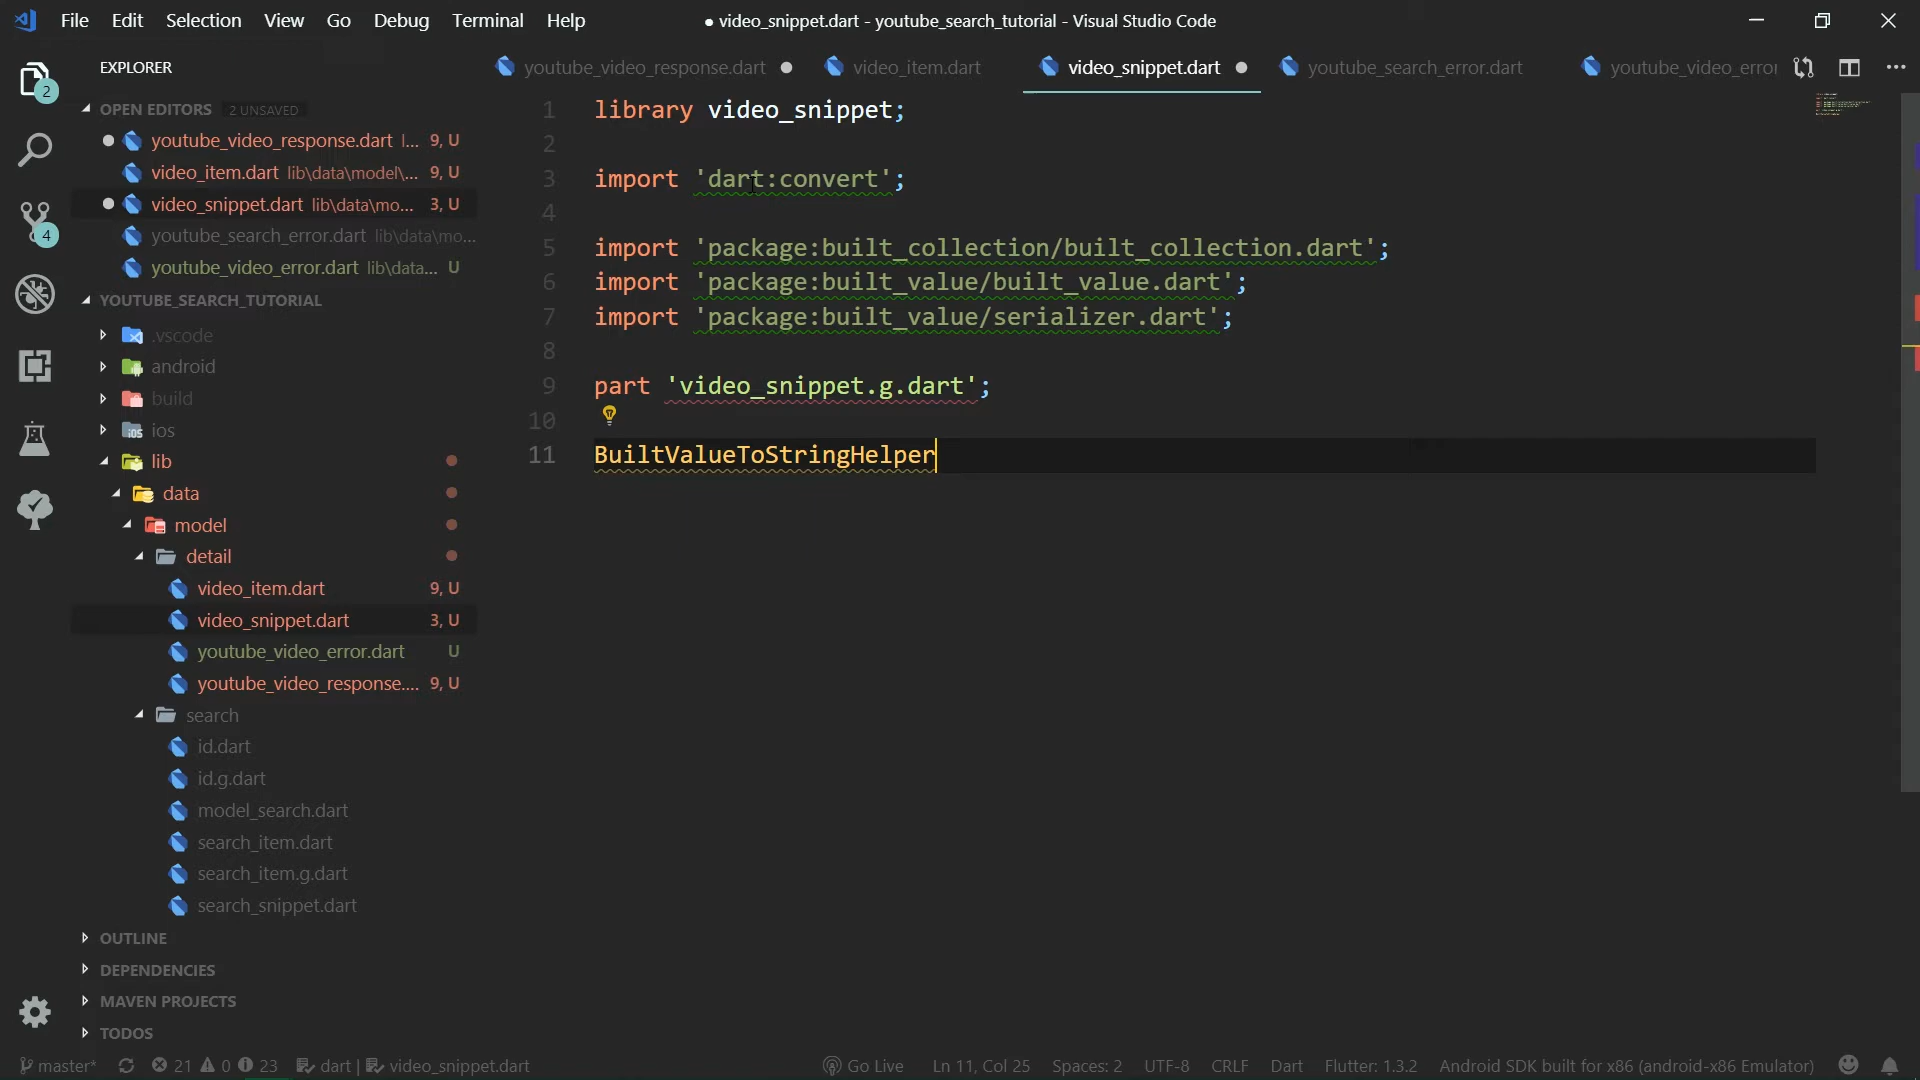 File Edit Selection View Go Debug Terminal Help
● video_snippet.dart - youtube_search_tutorial - Visual Studio Code
EXPLORER
2
4
OPEN EDITORS 2 UNSAVED
youtube_video_response.dart l... 9, U
video_item.dart lib\data\model\... 9, U
video_snippet.dart lib\data\mo... 3, U
youtube_search_error.dart lib\data\mo...
youtube_video_error.dart lib\data... U
YOUTUBE_SEARCH_TUTORIAL
.vscode
android
build
ios
lib
data
model
detail
video_item.dart 9, U
video_snippet.dart 3, U
youtube_video_error.dart U
youtube_video_response.... 9, U
search
id.dart
id.g.dart
model_search.dart
search_item.dart
search_item.g.dart
search_snippet.dart
OUTLINE
DEPENDENCIES
MAVEN PROJECTS
TODOS
youtube_video_response.dart video_item.dart video_snippet.dart youtube_search_error.dart youtube_video_error
1 library video_snippet;
2
3 import 'dart:convert';
4
5 import 'package:built_collection/built_collection.dart';
6 import 'package:built_value/built_value.dart';
7 import 'package:built_value/serializer.dart';
8
9 part 'video_snippet.g.dart';
10
11 BuiltValueToStringHelper
master* 21 0 23 dart | video_snippet.dart Go Live Ln 11, Col 25 Spaces: 2 UTF-8 CRLF Dart Flutter: 1.3.2 Android SDK built for x86 (android-x86 Emulator)